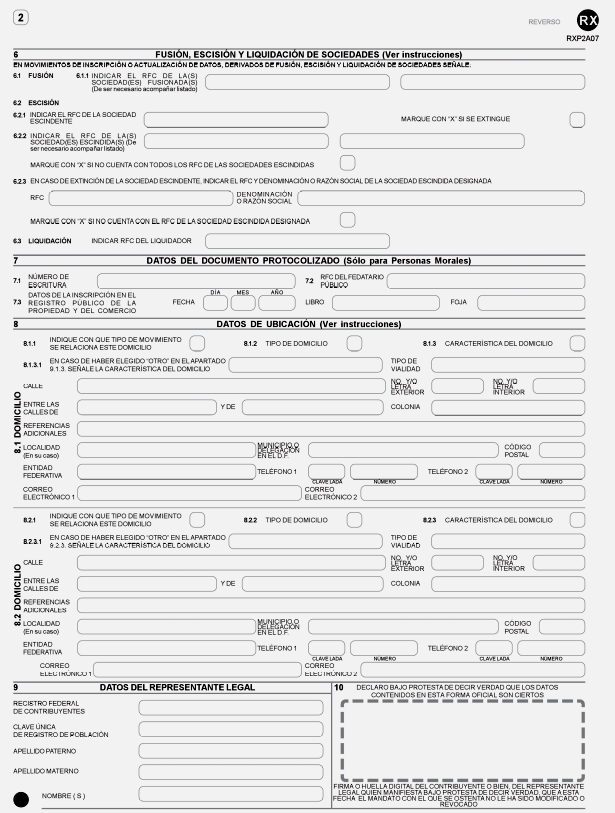 2
REVERSO
RX
RXP2A07
6 FUSIÓN, ESCISIÓN Y LIQUIDACIÓN DE SOCIEDADES (Ver instrucciones)
EN MOVIMIENTOS DE INSCRIPCIÓN O ACTUALIZACIÓN DE DATOS, DERIVADOS DE FUSIÓN, ESCISIÓN Y LIQUIDACIÓN DE SOCIEDADES SEÑALE:
6.1 FUSIÓN 6.1.1 INDICAR EL RFC DE LA(S)
SOCIEDAD(ES) FUSIONADA(S)
(De ser necesario acompañar listado)
6.2 ESCISIÓN
6.2.1 INDICAR EL RFC DE LA SOCIEDAD
ESCINDENTE
MARQUE CON "X" SI SE EXTINGUE
6.2.2 INDICAR EL RFC DE LA(S)
SOCIEDAD(ES) ESCINDIDA(S) (De
ser necesario acompañar listado)
MARQUE CON "X" SI NO CUENTA CON TODOS LOS RFC DE LAS SOCIEDADES ESCINDIDAS
6.2.3 EN CASO DE EXTINCIÓN DE LA SOCIEDAD ESCINDENTE, INDICAR EL RFC Y DENOMINACIÓN O RAZÓN SOCIAL DE LA SOCIEDAD ESCINDIDA DESIGNADA
RFC
DENOMINACIÓN
O RAZÓN SOCIAL
MARQUE CON "X" SI NO CUENTA CON EL RFC DE LA SOCIEDAD ESCINDIDA DESIGNADA
6.3 LIQUIDACIÓN INDICAR RFC DEL LIQUIDADOR
7 DATOS DEL DOCUMENTO PROTOCOLIZADO (Sólo para Personas Morales)
7.1 NÚMERO DE
ESCRITURA
7.2 RFC DEL FEDATARIO
PÚBLICO
7.3 DATOS DE LA INSCRIPCIÓN EN EL
REGISTRO PÚBLICO DE LA
PROPIEDAD Y DEL COMERCIO
FECHA
DÍA MES AÑO
LIBRO
FOJA
8 DATOS DE UBICACIÓN (Ver instrucciones)
8.1 DOMICILIO
8.1.1 INDIQUE CON QUE TIPO DE MOVIMIENTO
SE RELACIONA ESTE DOMICILIO
8.1.2 TIPO DE DOMICILIO
8.1.3 CARACTERÍSTICA DEL DOMICILIO
8.1.3.1 EN CASO DE HABER ELEGIDO "OTRO" EN EL APARTADO
9.1.3. SEÑALE LA CARACTERÍSTICA DEL DOMICILIO
TIPO DE
VIALIDAD
CALLE
NO. Y/O
LETRA
EXTERIOR
NO. Y/O
LETRA
INTERIOR
ENTRE LAS
CALLES DE
Y DE
COLONIA
REFERENCIAS
ADICIONALES
LOCALIDAD
(En su caso)
MUNICIPIO O
DELEGACIÓN
EN EL D.F.
CÓDIGO
POSTAL
ENTIDAD
FEDERATIVA
TELÉFONO 1
CLAVE LADA NÚMERO
TELÉFONO 2
CLAVE LADA NÚMERO
CORREO
ELECTRÓNICO 1
CORREO
ELECTRÓNICO 2
8.2 DOMICILIO
8.2.1 INDIQUE CON QUE TIPO DE MOVIMIENTO
SE RELACIONA ESTE DOMICILIO
8.2.2 TIPO DE DOMICILIO
8.2.3 CARACTERÍSTICA DEL DOMICILIO
8.2.3.1 EN CASO DE HABER ELEGIDO "OTRO" EN EL APARTADO
9.2.3. SEÑALE LA CARACTERÍSTICA DEL DOMICILIO
TIPO DE
VIALIDAD
CALLE
NO. Y/O
LETRA
EXTERIOR
NO. Y/O
LETRA
INTERIOR
ENTRE LAS
CALLES DE
Y DE
COLONIA
REFERENCIAS
ADICIONALES
LOCALIDAD
(En su caso)
MUNICIPIO O
DELEGACIÓN
EN EL D.F.
CÓDIGO
POSTAL
ENTIDAD
FEDERATIVA
TELÉFONO 1
CLAVE LADA NÚMERO
TELÉFONO 2
CLAVE LADA NÚMERO
CORREO
ELECTRÓNICO 1
CORREO
ELECTRÓNICO 2
9 DATOS DEL REPRESENTANTE LEGAL
REGISTRO FEDERAL
DE CONTRIBUYENTES
CLAVE ÚNICA
DE REGISTRO DE POBLACIÓN
APELLIDO PATERNO
APELLIDO MATERNO
NOMBRE ( S )
10 DECLARO BAJO PROTESTA DE DECIR VERDAD QUE LOS DATOS
CONTENIDOS EN ESTA FORMA OFICIAL SON CIERTOS
FIRMA O HUELLA DIGITAL DEL CONTRIBUYENTE O BIEN, DEL REPRESENTANTE
LEGAL QUIEN MANIFIESTA BAJO PROTESTA DE DECIR VERDAD, QUE A ESTA
FECHA EL MANDATO CON EL QUE SE OSTENTA NO LE HA SIDO MODIFICADO O
REVOCADO